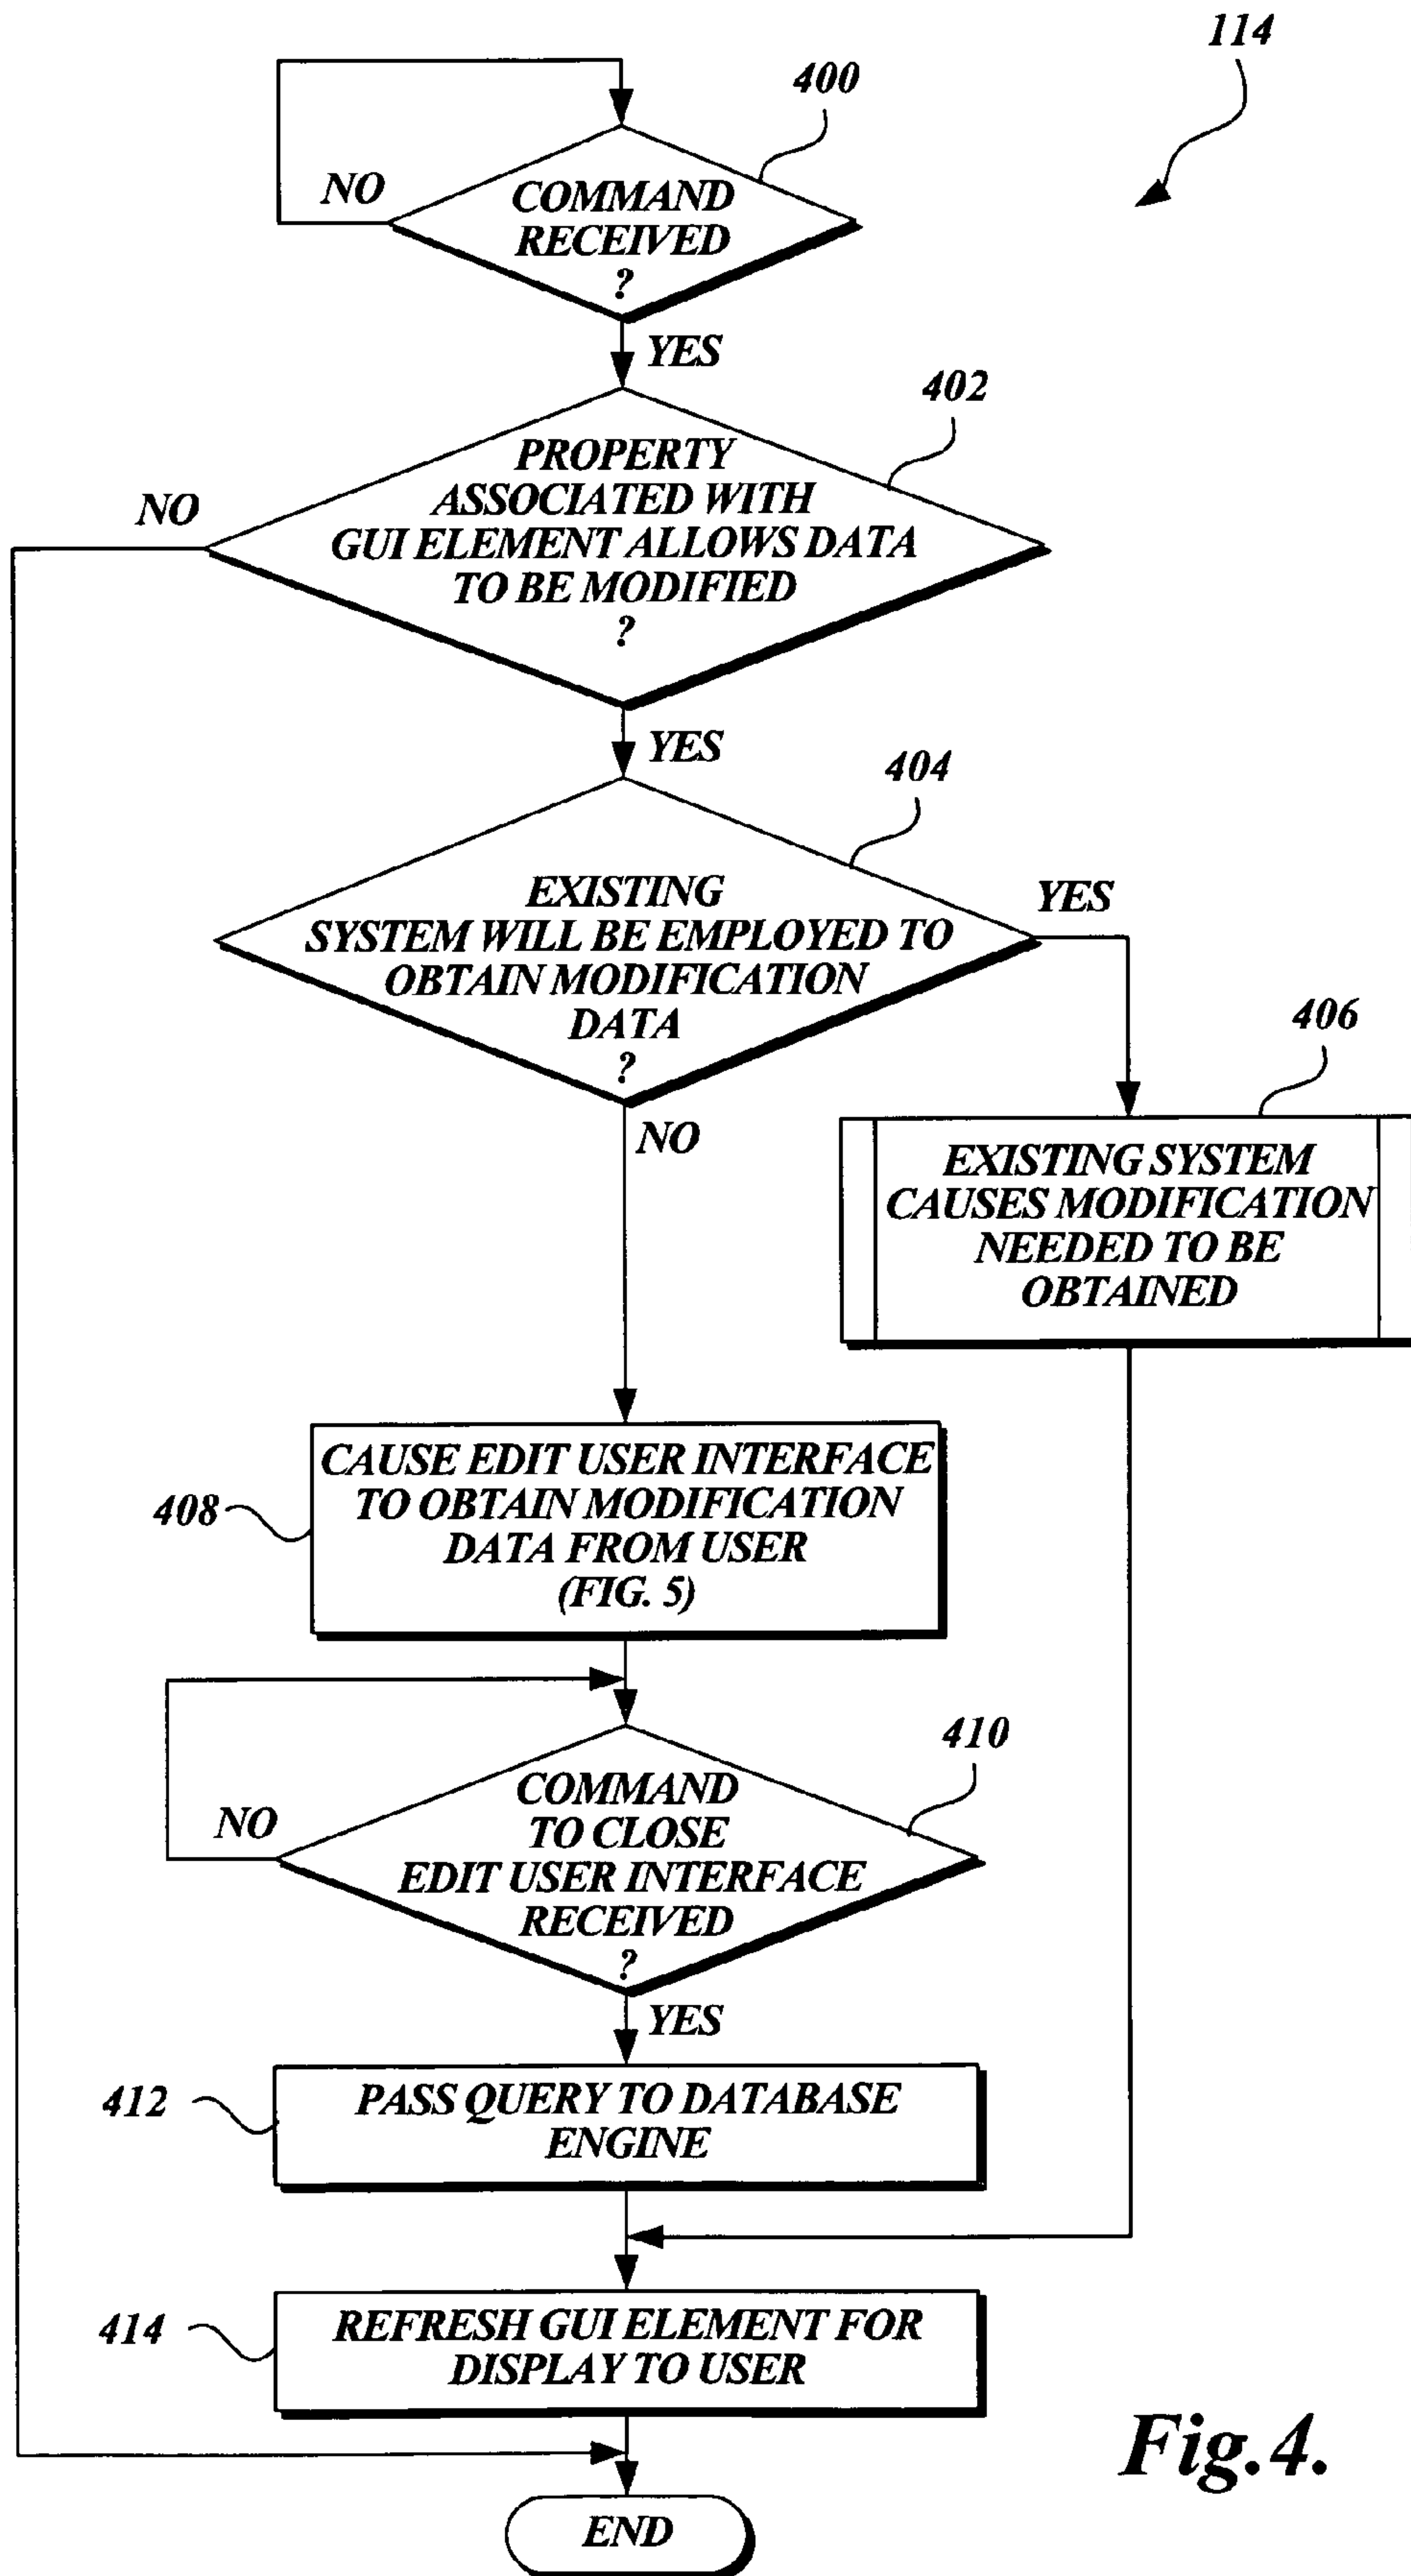 114
400
NO
COMMAND
RECEIVED
?
YES
402
NO
PROPERTY
ASSOCIATED WITH
GUI ELEMENT ALLOWS DATA
TO BE MODIFIED
?
YES
404
EXISTING
SYSTEM WILL BE EMPLOYED TO
OBTAIN MODIFICATION
DATA
?
YES
NO
406
EXISTING SYSTEM
CAUSES MODIFICATION
NEEDED TO BE
OBTAINED
408
CAUSE EDIT USER INTERFACE
TO OBTAIN MODIFICATION
DATA FROM USER
(FIG. 5)
410
NO
COMMAND
TO CLOSE
EDIT USER INTERFACE
RECEIVED
?
YES
412
PASS QUERY TO DATABASE
ENGINE
414
REFRESH GUI ELEMENT FOR
DISPLAY TO USER
Fig.4.
END